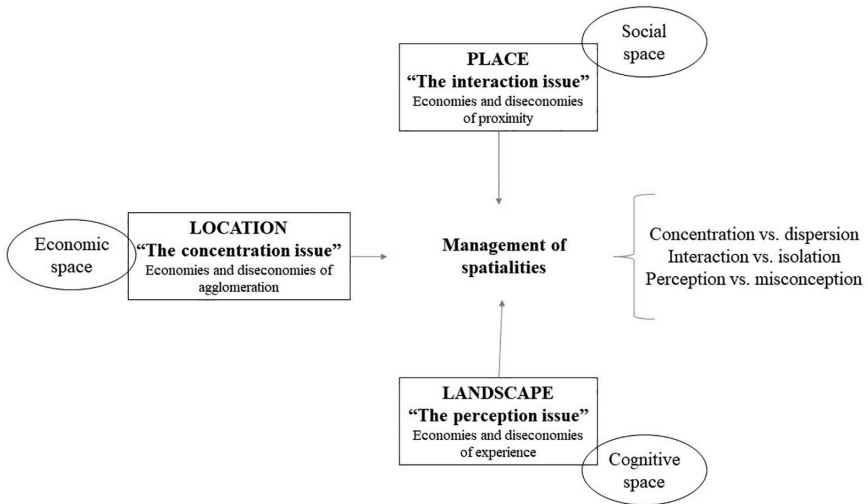 Social
space
PLACE
“The interaction issue”
Economies and diseconomies
of proximity
Economic
space
LOCATION
“The concentration issue”
Economies and diseconomies of
agglomeration
Management of
spatialities
Concentration vs. dispersion
Interaction vs. isolation
Perception vs. misconception
LANDSCAPE
“The perception issue”
Economies and diseconomies
of experience
Cognitive
space